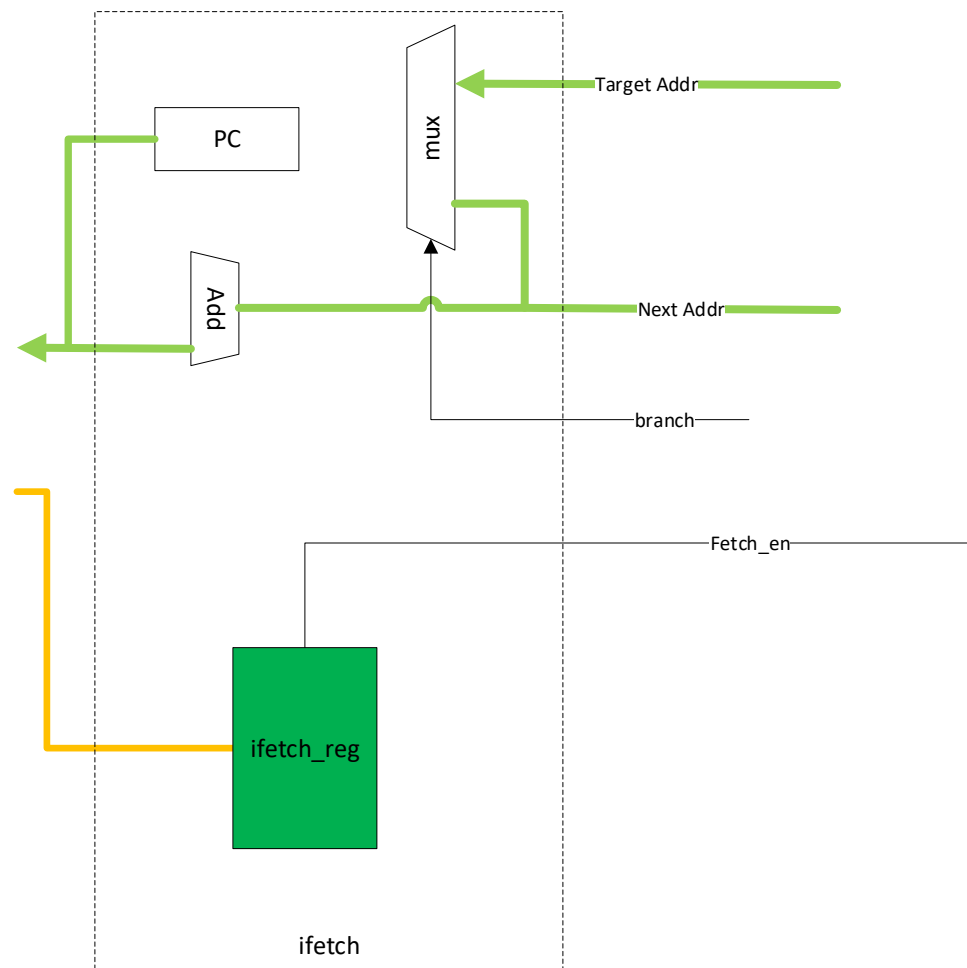 Target Addr
mux
PC
Add
Next Addr
branch
Fetch_en
ifetch_reg
ifetch